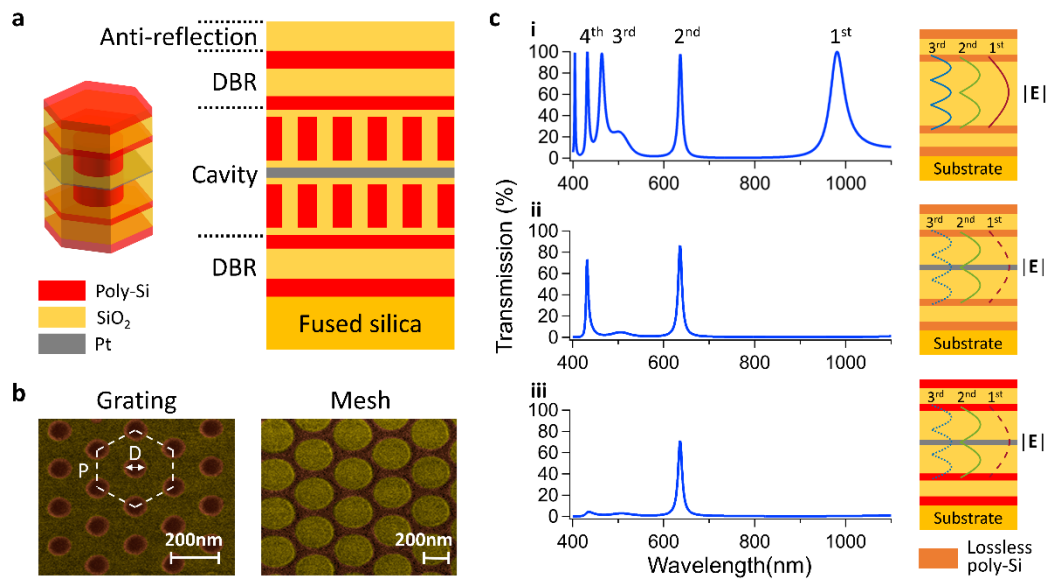 a
Anti-reflection
DBR
Cavity
DBR
Fused silica
Poly-Si
SiO₂
Pt
b
Grating
Mesh
P
D
200nm
200nm
c
i
4th 3rd 2nd 1st
100
80
60
40
20
0
400 600 800 1000
3rd 2nd 1st
|E|
Substrate
ii
100
80
60
40
20
0
400 600 800 1000
3rd 2nd 1st
|E|
Substrate
iii
100
80
60
40
20
0
400 600 800 1000
3rd 2nd 1st
|E|
Substrate
Transmission (%)
Wavelength(nm)
Lossless
poly-Si